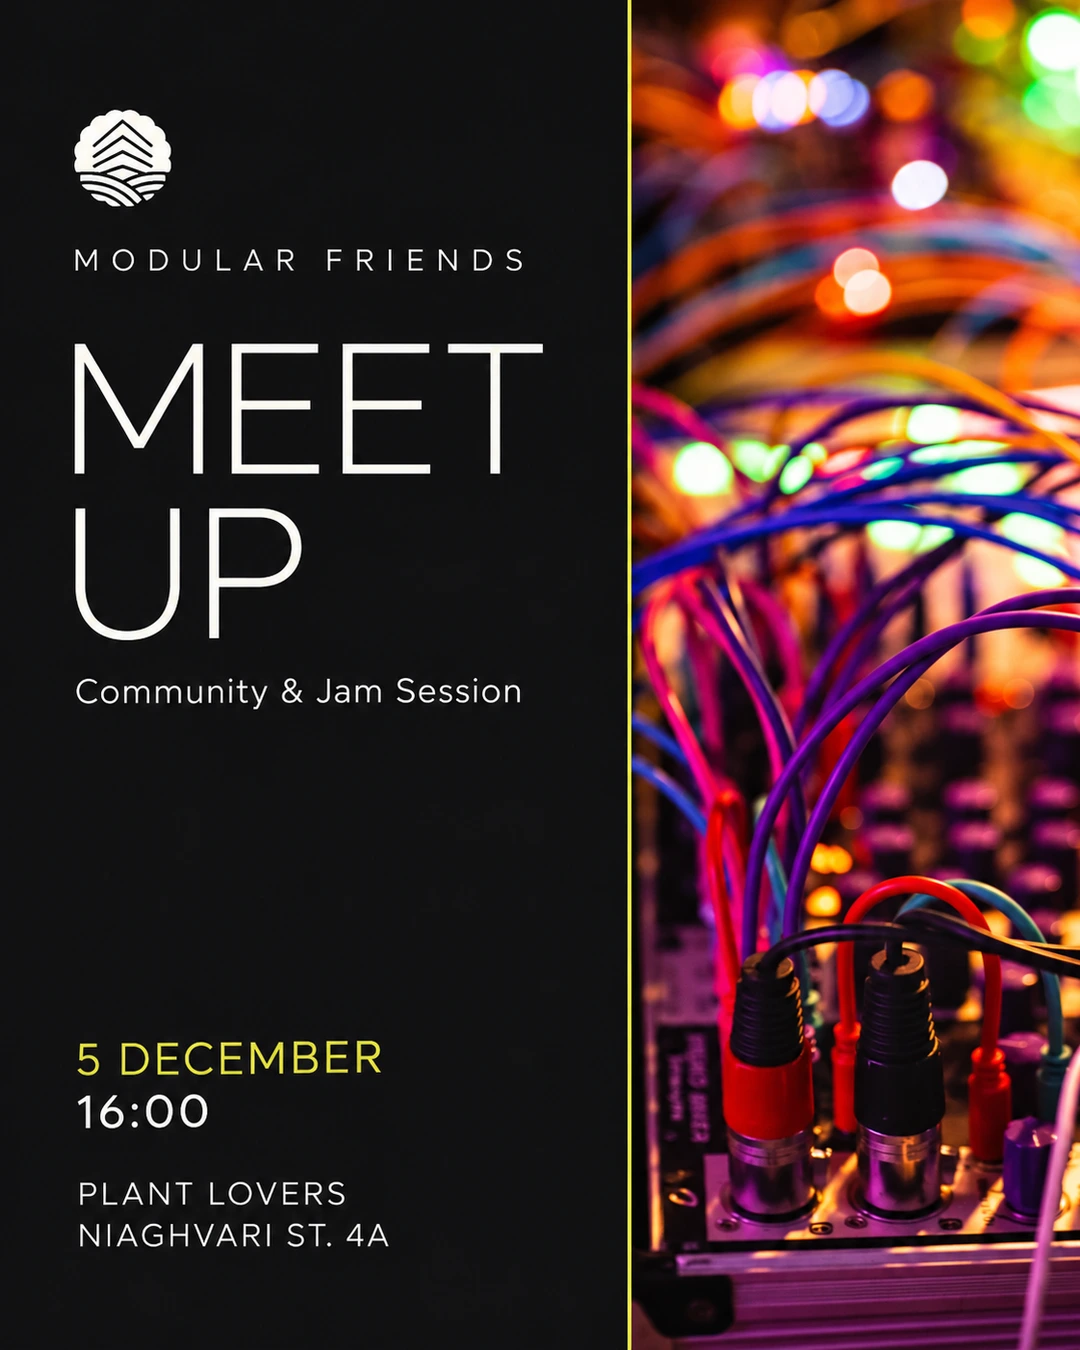 MODULAR FRIENDS
MEET
UP
Community & Jam Session
5 DECEMBER
16:00
PLANT LOVERS
NIAGHVARI ST. 4A